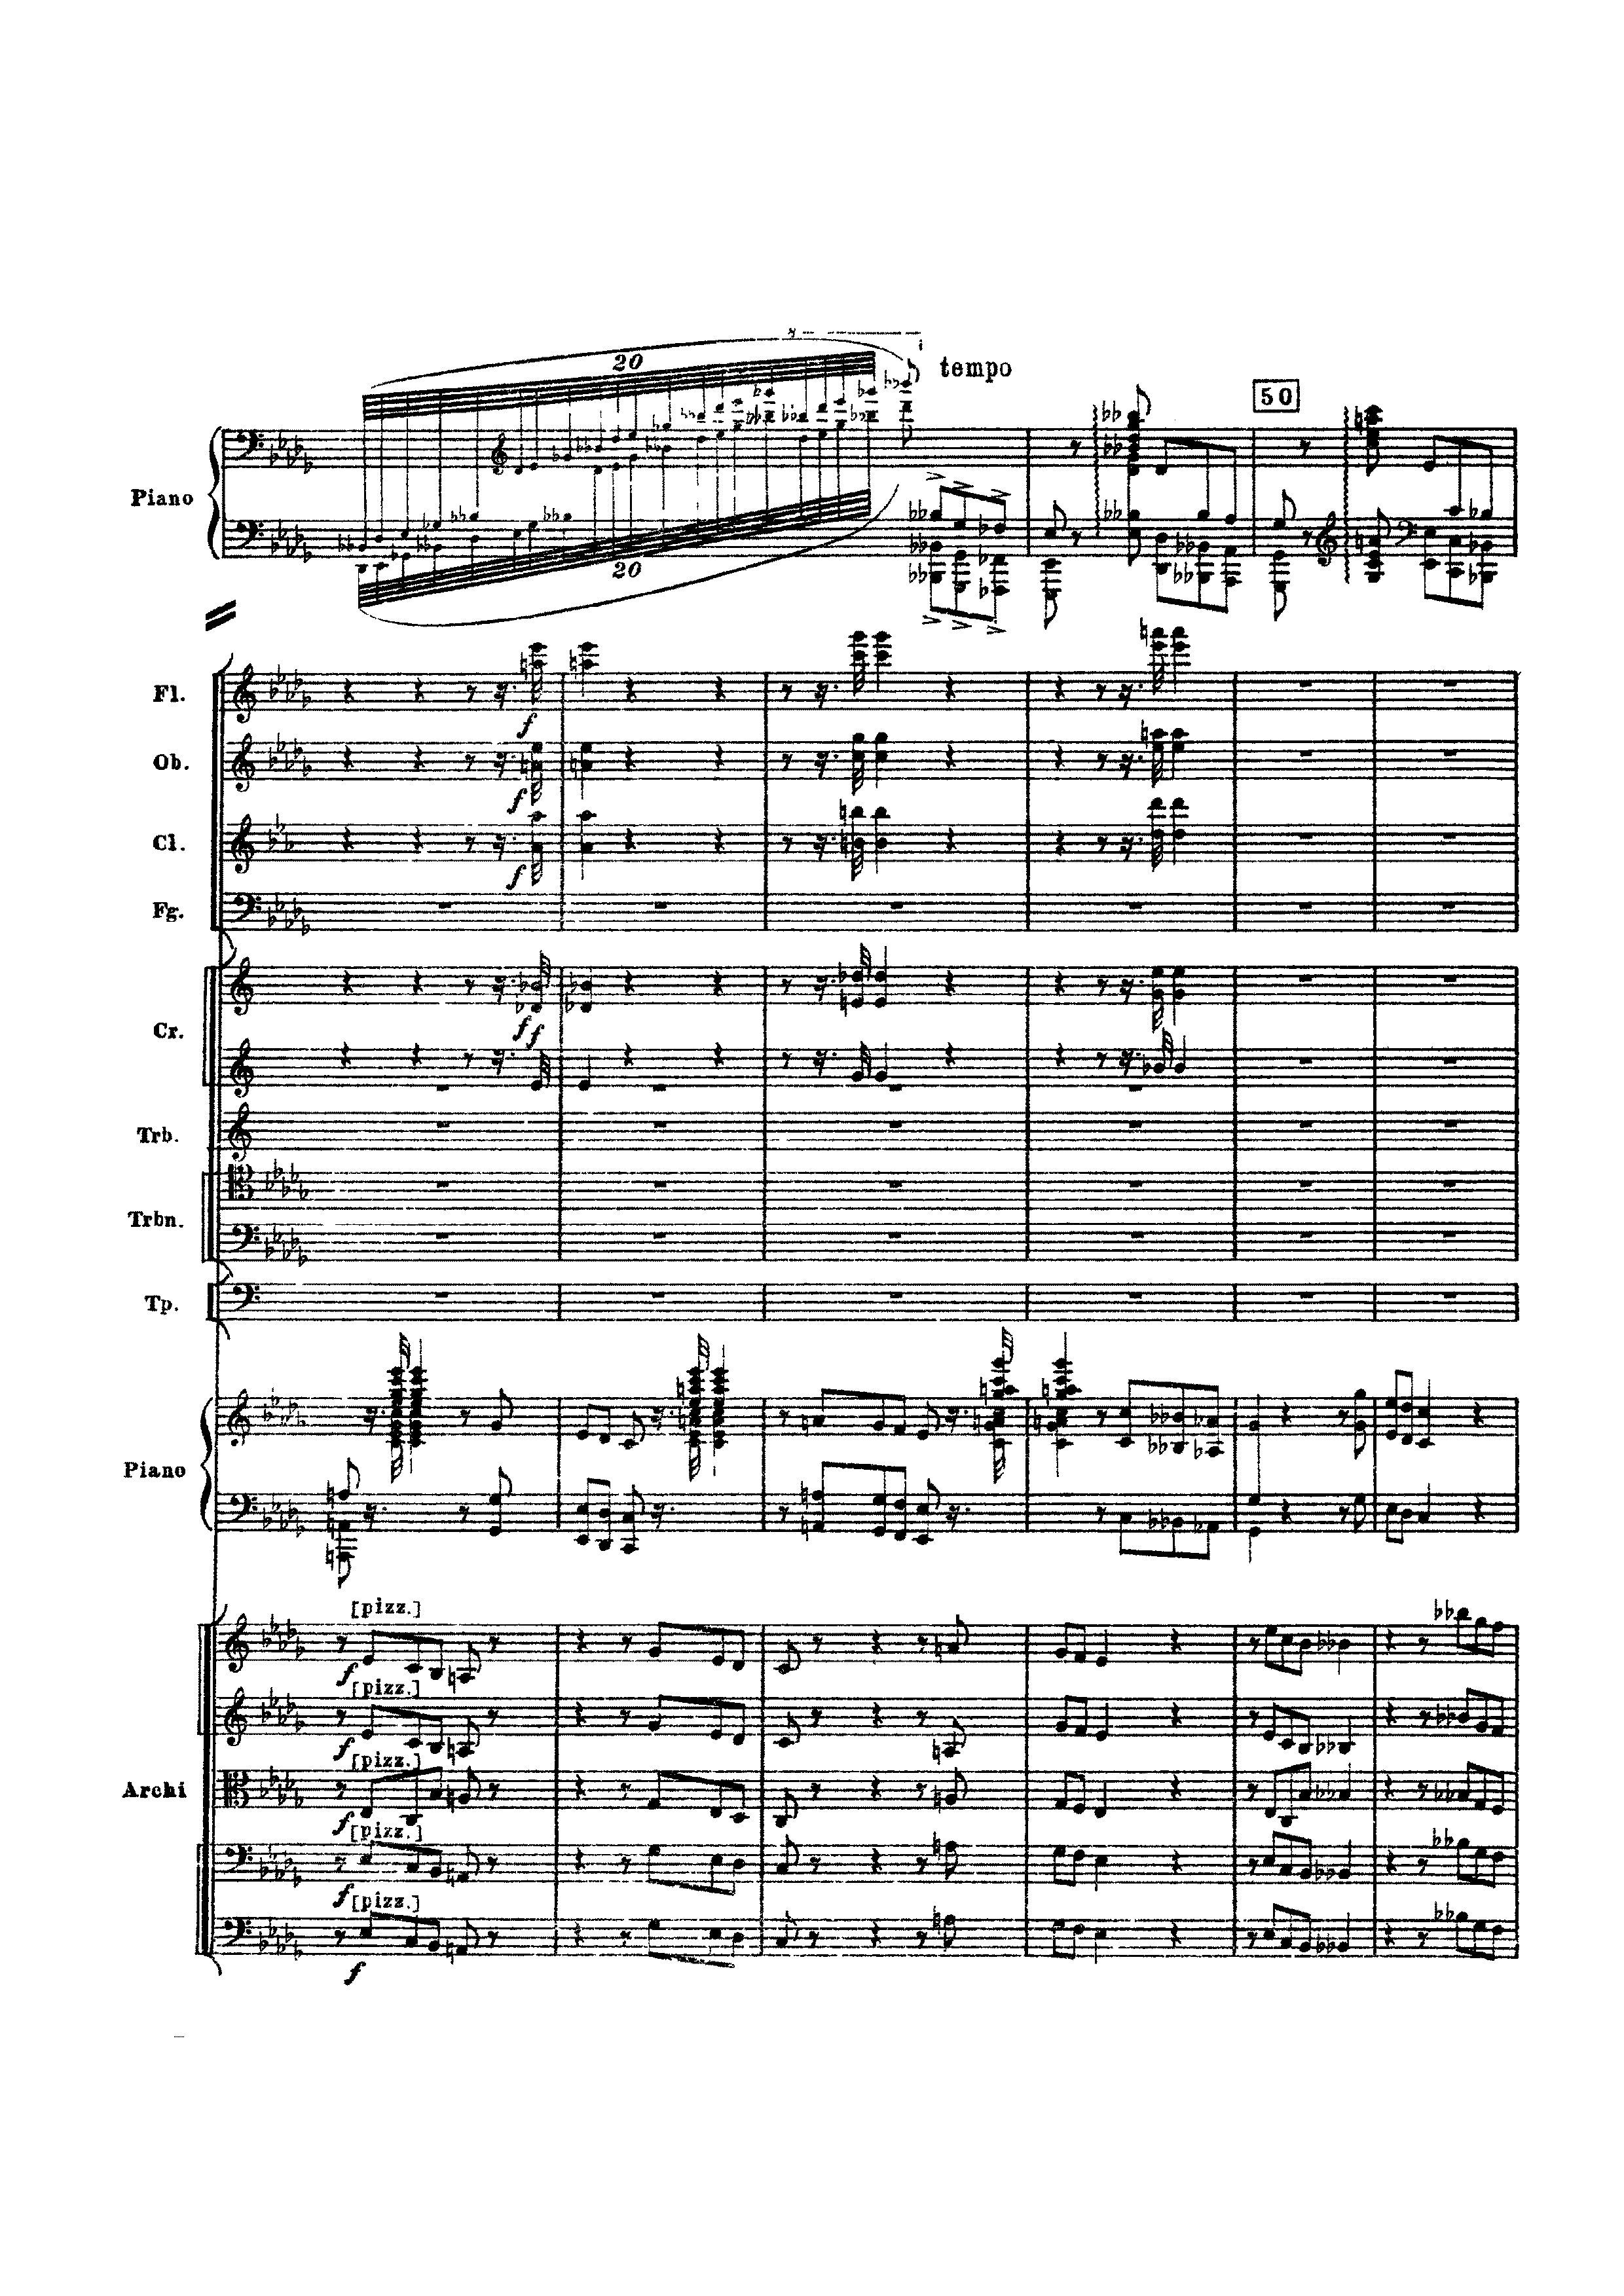 8
20
tempo
50
Piano
20
Fl.
f
Ob.
f
Cl.
f
Fg.
f
Cr.
f
Trb.
Trbn.
Tp.
Piano
[pizz.]
f
[pizz.]
f
[pizz.]
Archi
f
[pizz.]
f
[pizz.]
f